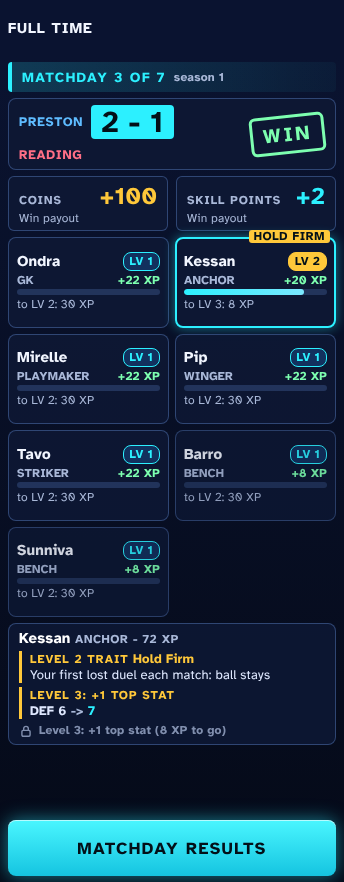 FULL TIME
MATCHDAY 3 OF 7 season 1
PRESTON 2 - 1
READING
WIN
COINS +100
Win payout
SKILL POINTS +2
Win payout
Ondra LV 1
GK +22 XP
to LV 2: 30 XP
HOLD FIRM
Kessan LV 2
ANCHOR +20 XP
to LV 3: 8 XP
Mirelle LV 1
PLAYMAKER +22 XP
to LV 2: 30 XP
Pip LV 1
WINGER +22 XP
to LV 2: 30 XP
Tavo LV 1
STRIKER +22 XP
to LV 2: 30 XP
Barro LV 1
BENCH +8 XP
to LV 2: 30 XP
Sunniva LV 1
BENCH +8 XP
to LV 2: 30 XP
Kessan ANCHOR - 72 XP
LEVEL 2 TRAIT Hold Firm
Your first lost duel each match: ball stays
LEVEL 3: +1 TOP STAT
DEF 6 -> 7
Level 3: +1 top stat (8 XP to go)
MATCHDAY RESULTS